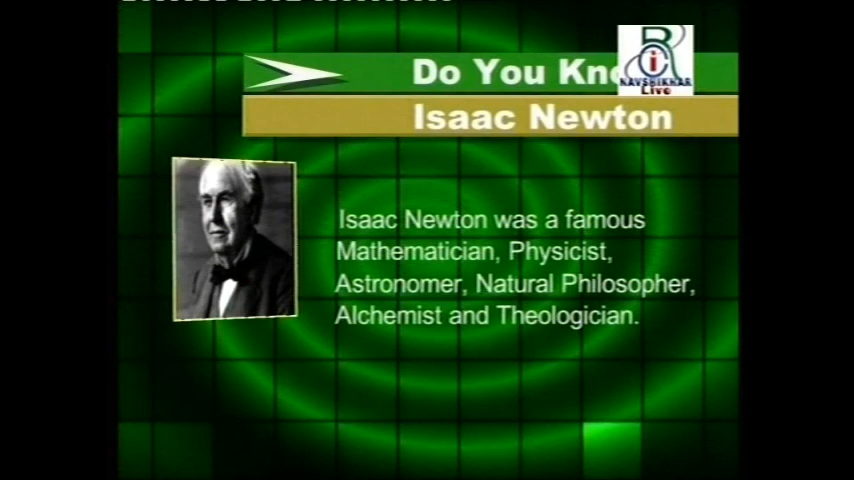 Do You Kno
R
i
NAVSHIKHAR
Live
Isaac Newton
Isaac Newton was a famous
Mathematician, Physicist,
Astronomer, Natural Philosopher,
Alchemist and Theologician.